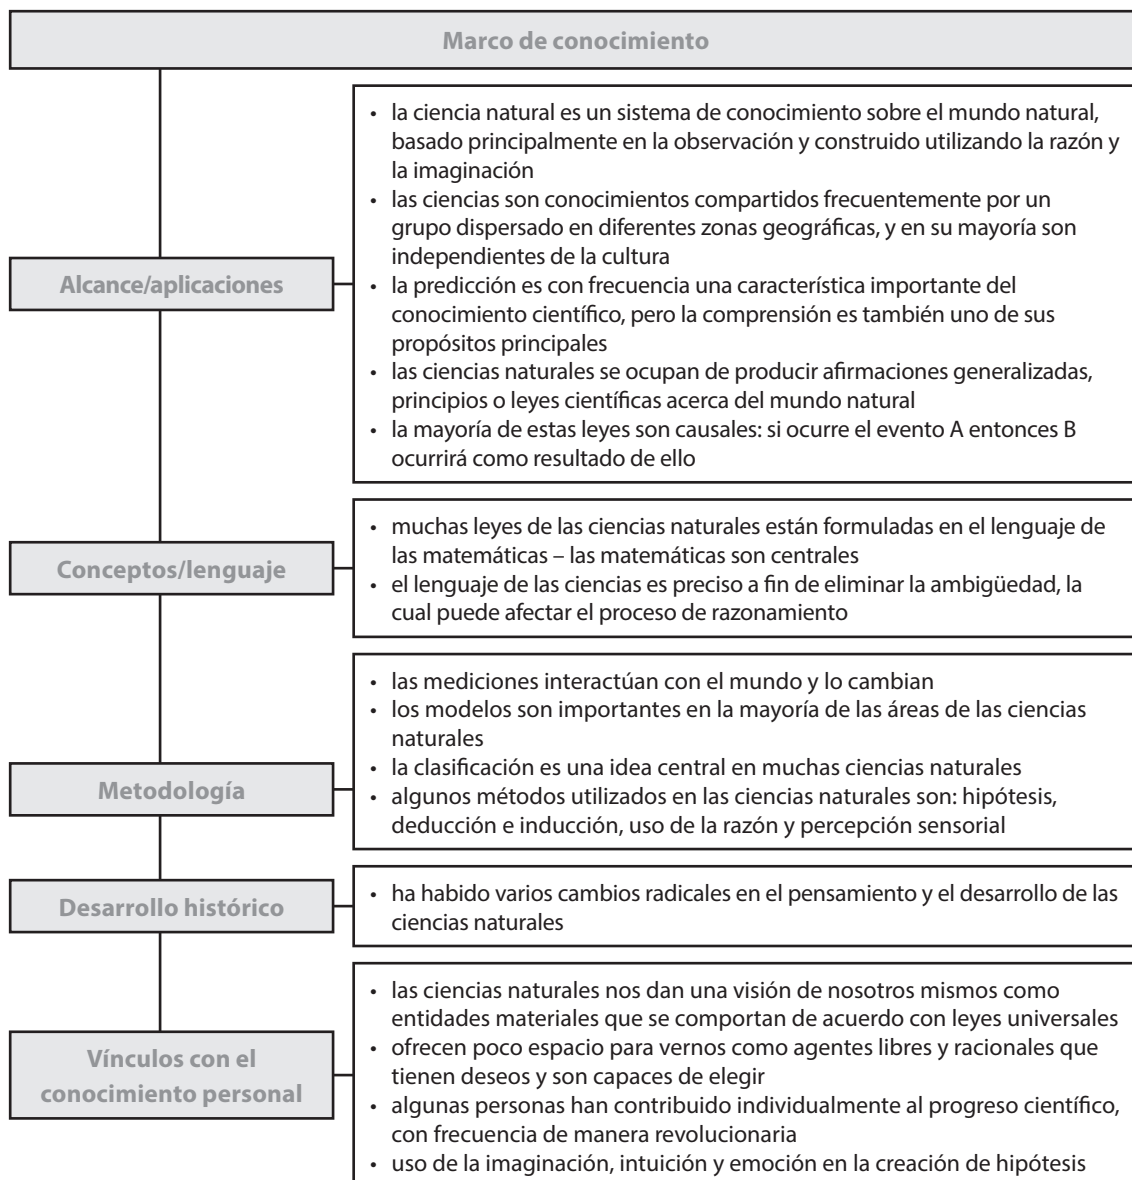 Marco de conocimiento
Alcance/aplicaciones
• la ciencia natural es un sistema de conocimiento sobre el mundo natural,
basado principalmente en la observación y construido utilizando la razón y
la imaginación
• las ciencias son conocimientos compartidos frecuentemente por un
grupo dispersado en diferentes zonas geográficas, y en su mayoría son
independientes de la cultura
• la predicción es con frecuencia una característica importante del
conocimiento científico, pero la comprensión es también uno de sus
propósitos principales
• las ciencias naturales se ocupan de producir afirmaciones generalizadas,
principios o leyes científicas acerca del mundo natural
• la mayoría de estas leyes son causales: si ocurre el evento A entonces B
ocurrirá como resultado de ello
Conceptos/lenguaje
• muchas leyes de las ciencias naturales están formuladas en el lenguaje de
las matemáticas – las matemáticas son centrales
• el lenguaje de las ciencias es preciso a fin de eliminar la ambigüedad, la
cual puede afectar el proceso de razonamiento
Metodología
• las mediciones interactúan con el mundo y lo cambian
• los modelos son importantes en la mayoría de las áreas de las ciencias
naturales
• la clasificación es una idea central en muchas ciencias naturales
• algunos métodos utilizados en las ciencias naturales son: hipótesis,
deducción e inducción, uso de la razón y percepción sensorial
Desarrollo histórico
• ha habido varios cambios radicales en el pensamiento y el desarrollo de las
ciencias naturales
Vínculos con el
conocimiento personal
• las ciencias naturales nos dan una visión de nosotros mismos como
entidades materiales que se comportan de acuerdo con leyes universales
• ofrecen poco espacio para vernos como agentes libres y racionales que
tienen deseos y son capaces de elegir
• algunas personas han contribuido individualmente al progreso científico,
con frecuencia de manera revolucionaria
• uso de la imaginación, intuición y emoción en la creación de hipótesis